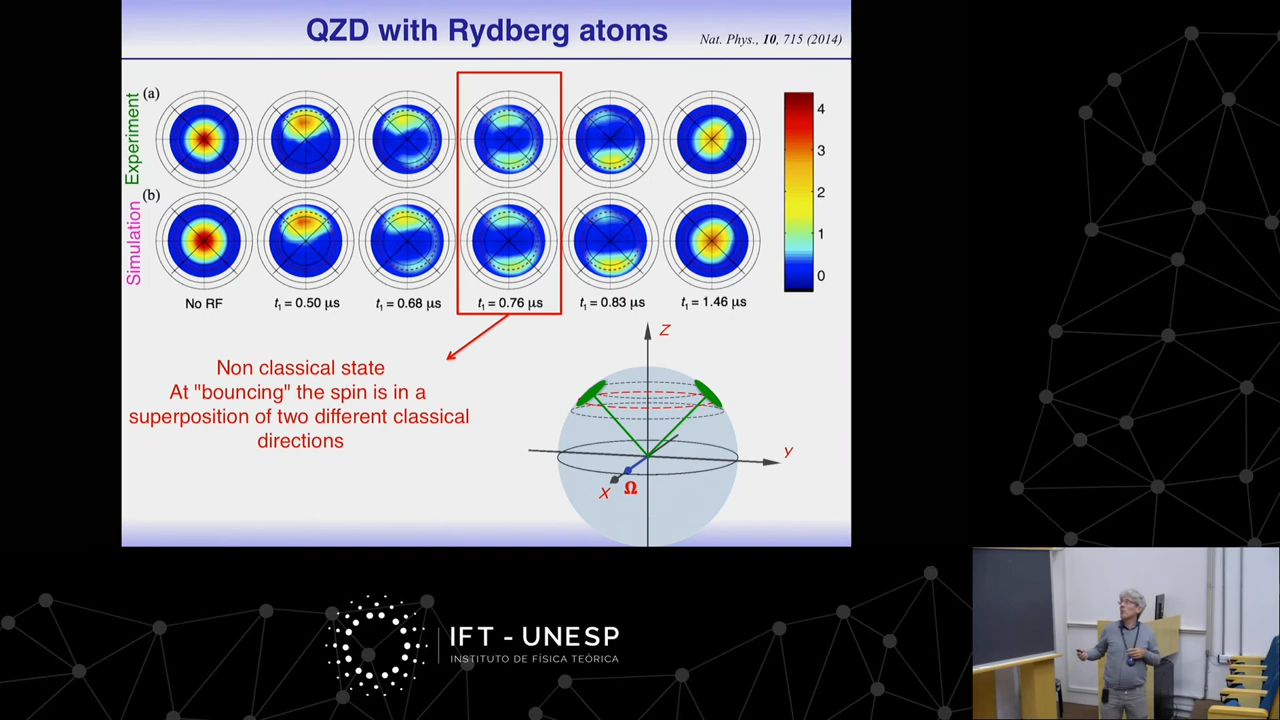 QZD with Rydberg atoms
Nat. Phys., 10, 715 (2014)
Experiment
(a)
Simulation
(b)
4
3
2
1
0
No RF
t1 = 0.50 μs
t1 = 0.68 μs
t1 = 0.76 μs
t1 = 0.83 μs
t1 = 1.46 μs
Non classical state
At "bouncing" the spin is in a
superposition of two different classical
directions
Z
Y
X
Ω
IFT - UNESP
INSTITUTO DE FÍSICA TEÓRICA